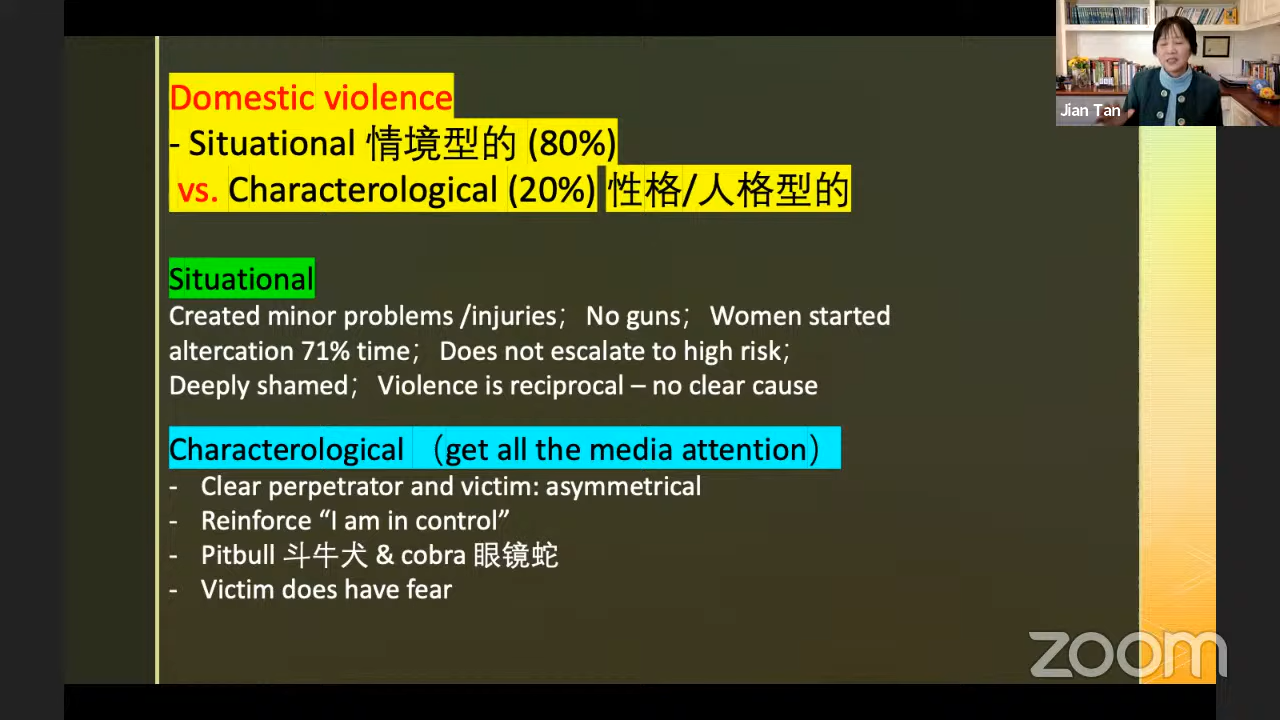 Domestic violence
- Situational 情境型的 (80%)
vs. Characterological (20%) 性格/人格型的
Situational
Created minor problems /injuries； No guns； Women started
altercation 71% time； Does not escalate to high risk；
Deeply shamed； Violence is reciprocal – no clear cause
Characterological （get all the media attention）
- Clear perpetrator and victim: asymmetrical
- Reinforce “I am in control”
- Pitbull 斗牛犬 & cobra 眼镜蛇
- Victim does have fear
Jian Tan
zoom